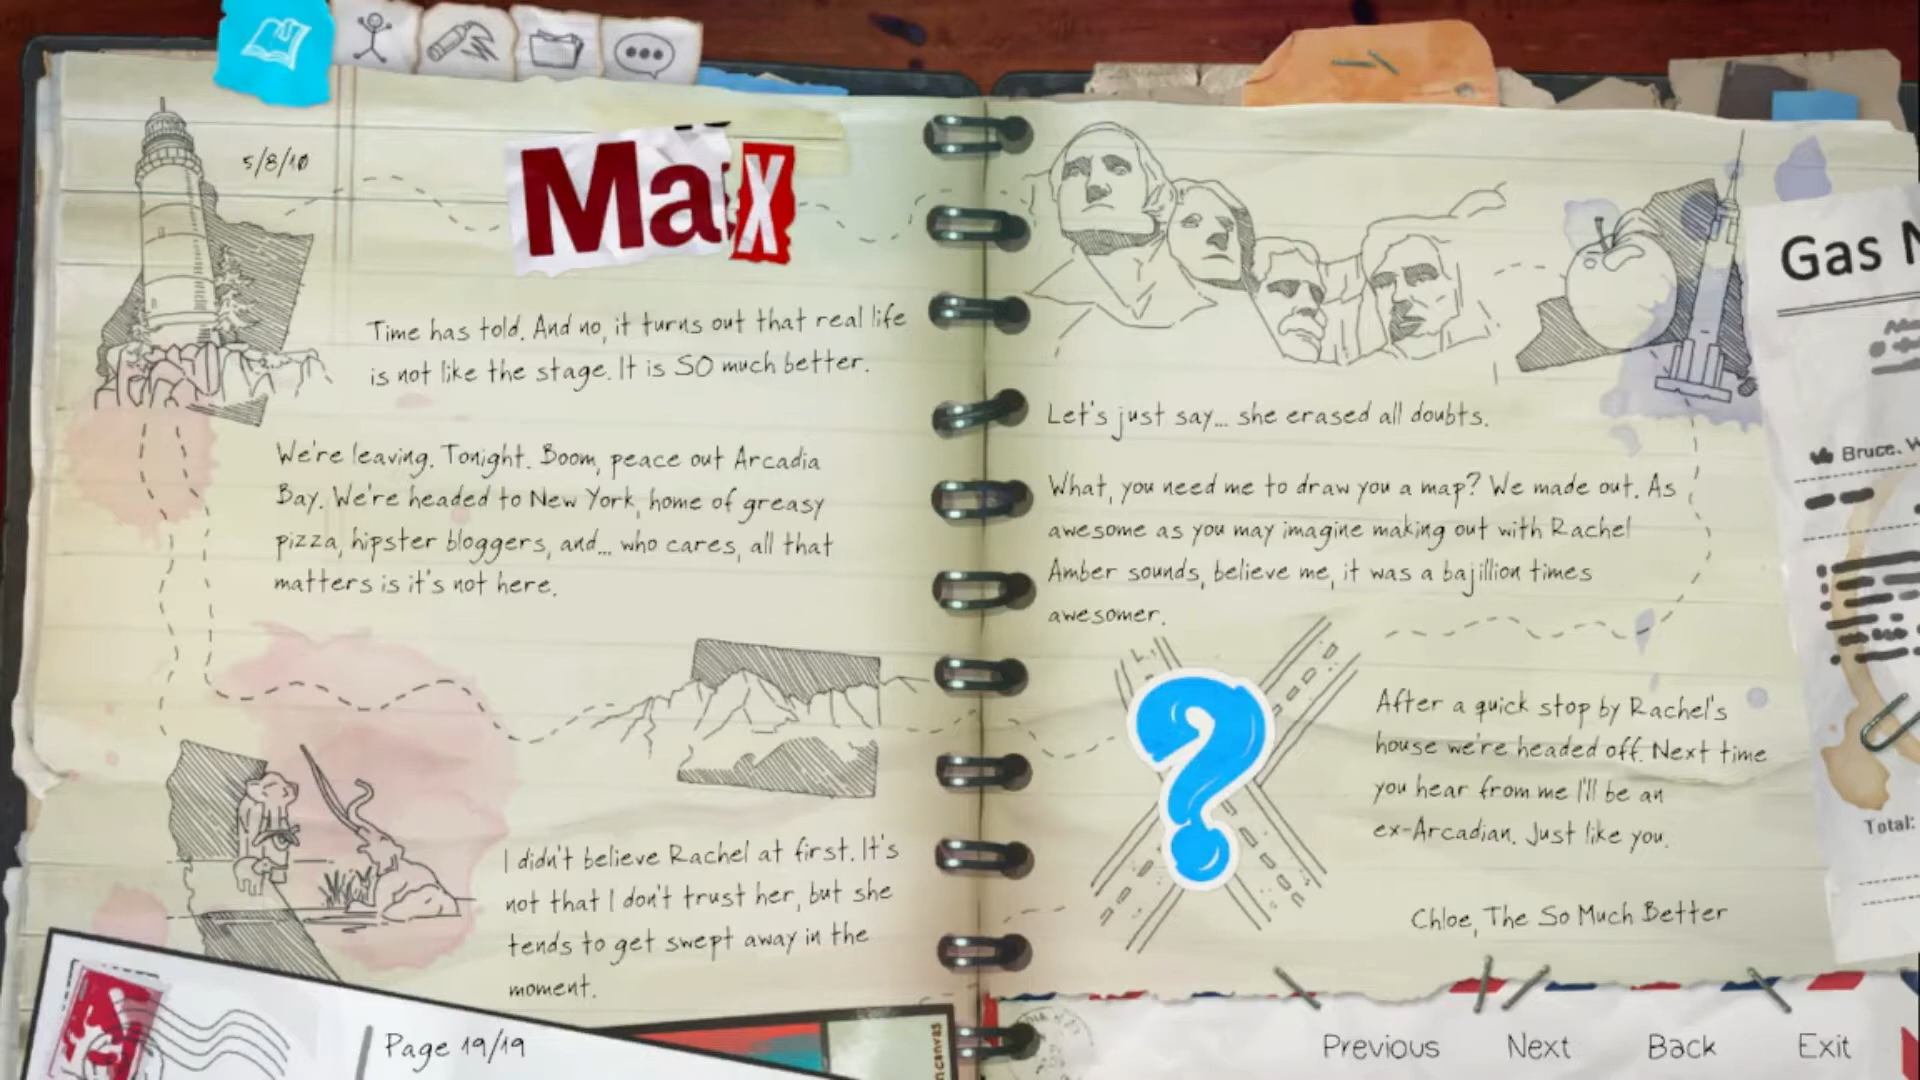 5/8/10
Max
Time has told. And no, it turns out that real life
is not like the stage. It is SO much better.
We're leaving. Tonight. Boom, peace out Arcadia
Bay. We're headed to New York, home of greasy
pizza, hipster bloggers, and... who cares, all that
matters is it's not here.
I didn't believe Rachel at first. It's
not that I don't trust her, but she
tends to get swept away in the
moment.
Page 19/19
Let's just say... she erased all doubts.
What, you need me to draw you a map? We made out. As
awesome as you may imagine making out with Rachel
Amber sounds, believe me, it was a bajillion times
awesomer.
?
After a quick stop by Rachel's
house we're headed off. Next time
you hear from me I'll be an
ex-Arcadian. Just like you.
Chloe, The So Much Better
Gas
Bruce.
Total:
Previous Next Back Exit